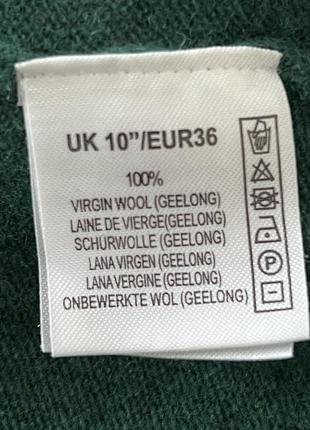 UK 10”/EUR36
100%
VIRGIN WOOL (GEELONG)
LAINE DE VIERGE(GEELONG)
SCHURWOLLE (GEELONG)
LANA VIRGEN (GEELONG)
LANA VERGINE (GEELONG)
ONBEWERKTE WOL (GEELONG)
P